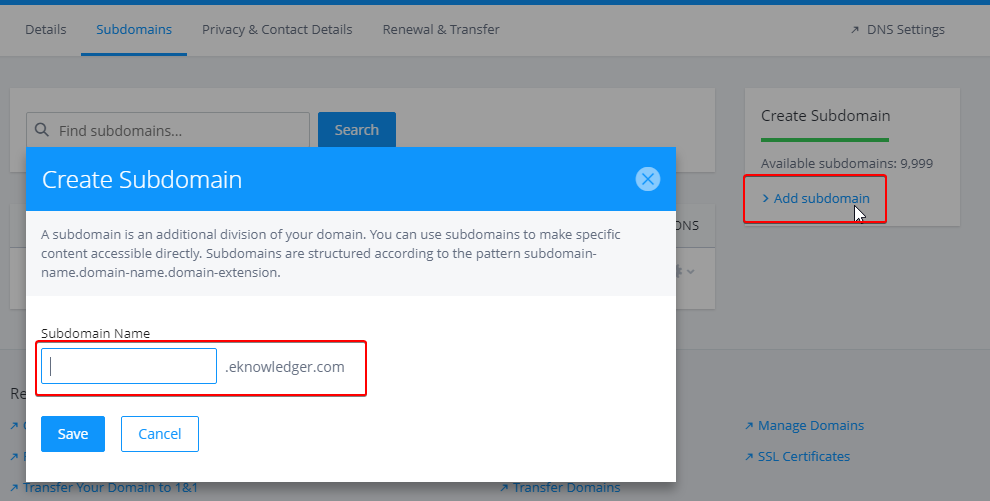 Details Subdomains Privacy & Contact Details Renewal & Transfer DNS Settings
Find subdomains... Search
Create Subdomain
Available subdomains: 9,999
Add subdomain
Create Subdomain
A subdomain is an additional division of your domain. You can use subdomains to make specific
content accessible directly. Subdomains are structured according to the pattern subdomain-
name.domain-name.domain-extension.
Subdomain Name
.eknowledger.com
Save Cancel
Manage Domains
SSL Certificates
Transfer Your Domain to 1&1 Transfer Domains